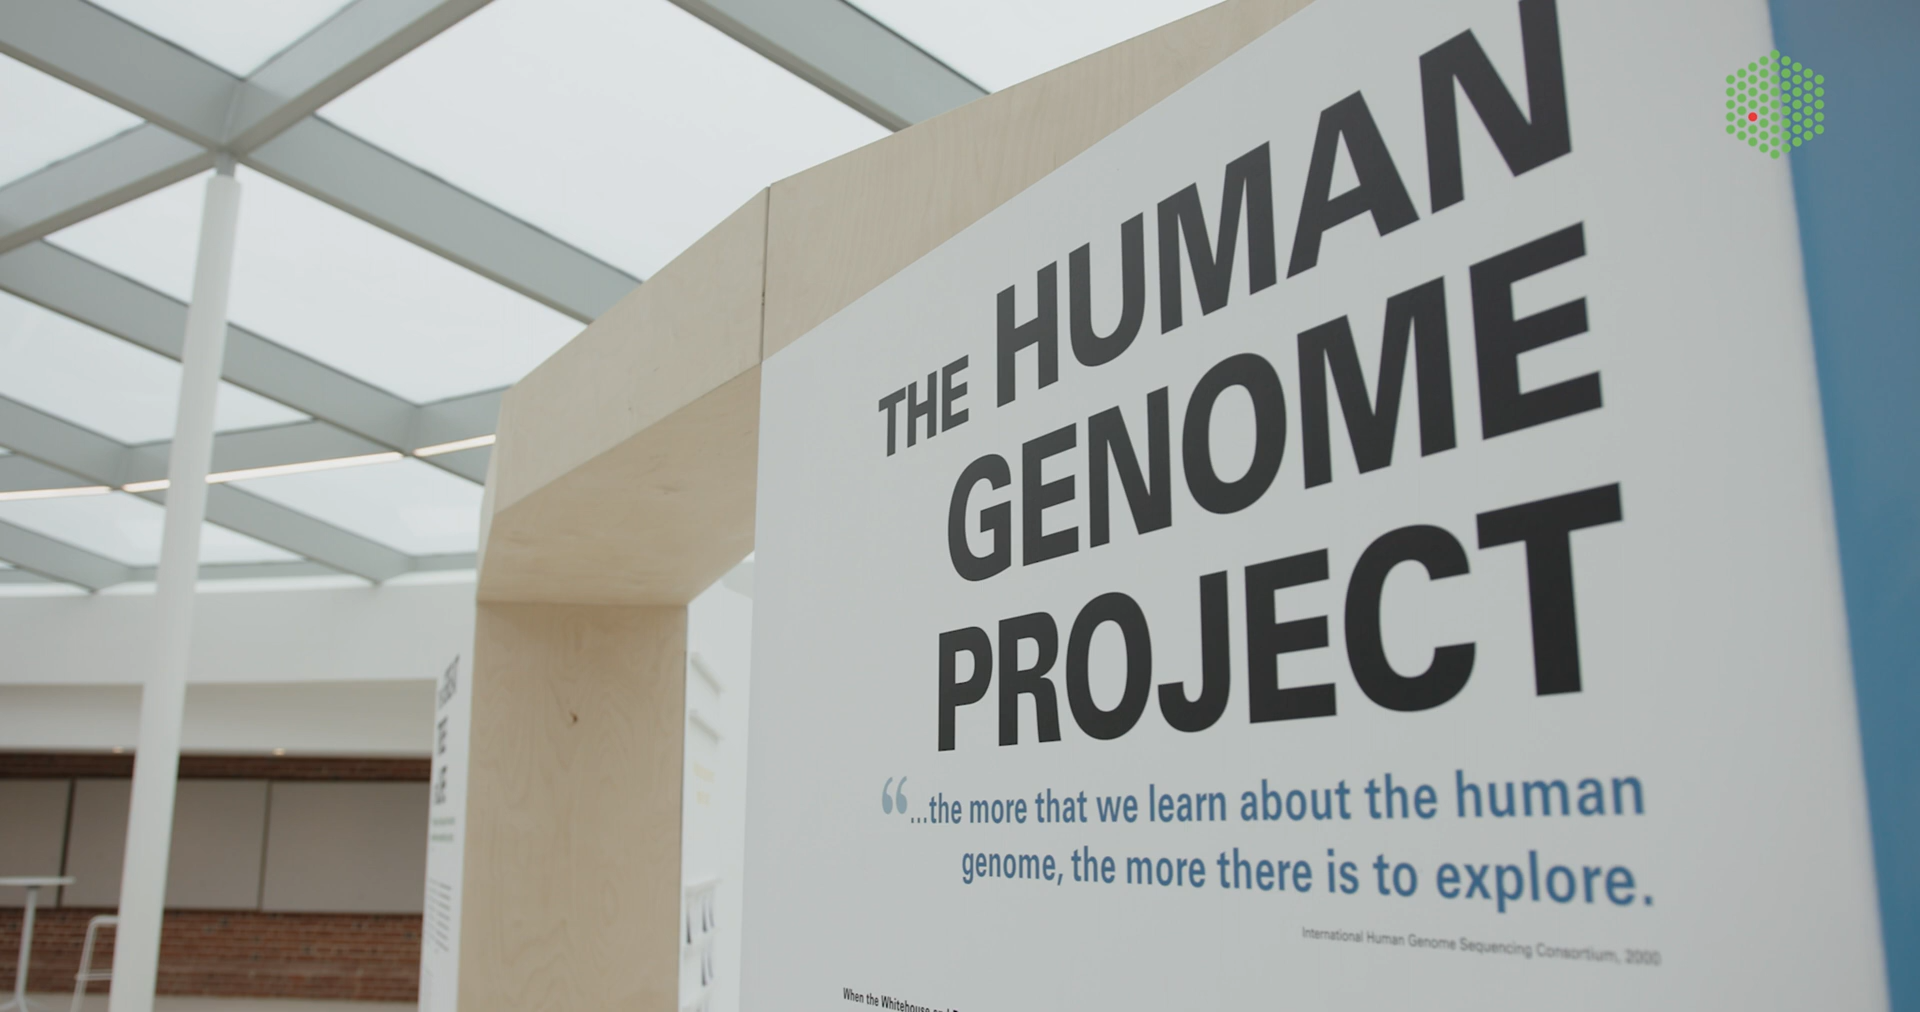 THE HUMAN
GENOME
PROJECT
“...the more that we learn about the human
genome, the more there is to explore.
International Human Genome Sequencing Consortium, 2000
When the Whitehouse and